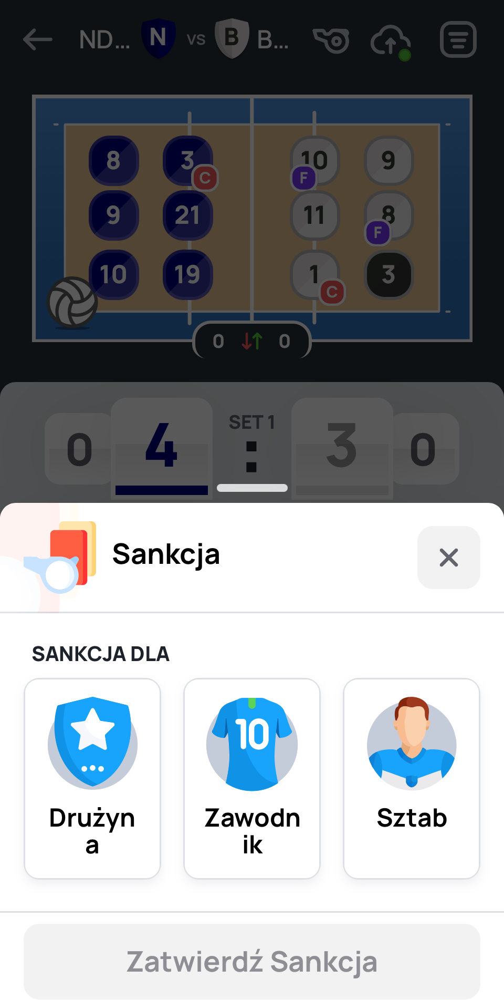 ND... N vs B B...
8 3 C 10 F 9
9 21 11 8 F
10 19 1 C 3
0 0
SET 1
0 4 : 3 0
Sankcja
SANKCJA DLA
10
Drużyn
a
Zawodn
ik
Sztab
Zatwierdź Sankcja